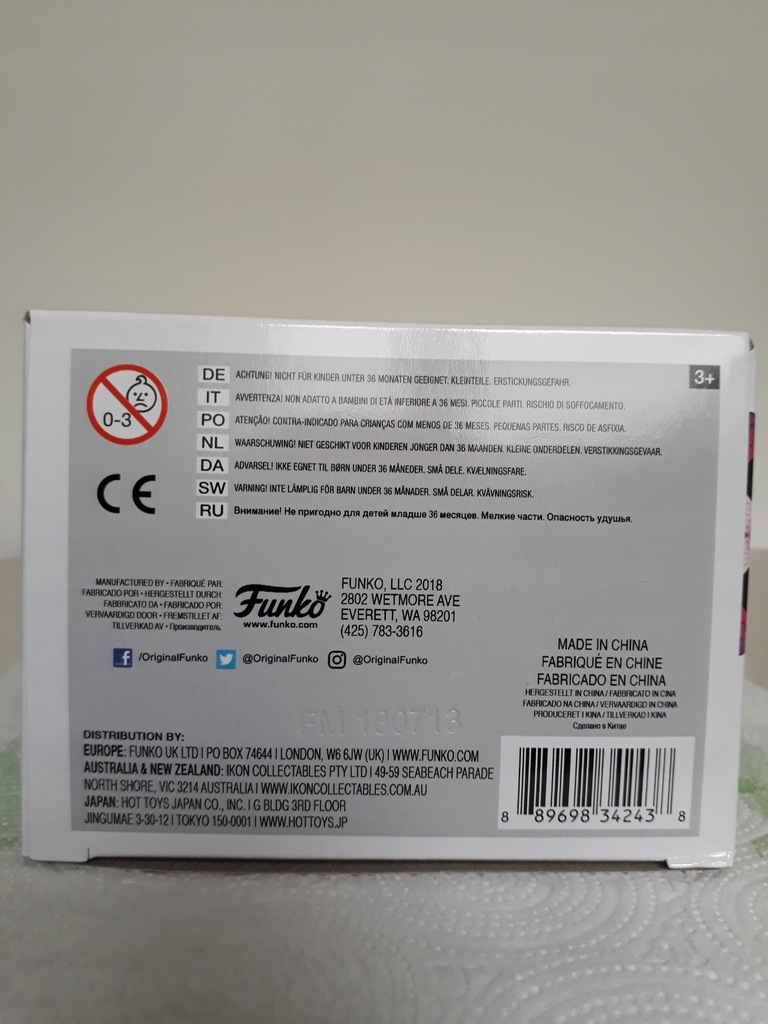 0-3
3+
DE ACHTUNG! NICHT FÜR KINDER UNTER 36 MONATEN GEEIGNET. KLEINTEILE. ERSTICKUNGSGEFAHR.
IT AVVERTENZA! NON ADATTO A BAMBINI DI ETÀ INFERIORE A 36 MESI. PICCOLE PARTI. RISCHIO DI SOFFOCAMENTO.
PO ATENÇÃO! CONTRA-INDICADO PARA CRIANÇAS COM MENOS DE 36 MESES. PEQUENAS PARTES. RISCO DE ASFIXIA.
NL WAARSCHUWING! NIET GESCHIKT VOOR KINDEREN JONGER DAN 36 MAANDEN. KLEINE ONDERDELEN. VERSTIKKINGSGEVAAR.
DA ADVARSEL! IKKE EGNET TIL BØRN UNDER 36 MÅNEDER. SMÅ DELE. KVÆLNINGSFARE.
SW VARNING! INTE LÄMPLIG FÖR BARN UNDER 36 MÅNADER. SMÅ DELAR. KVÄVNINGSRISK.
RU Внимание! Не пригодно для детей младше 36 месяцев. Мелкие части. Опасность удушья.
CE
MANUFACTURED BY • FABRIQUÉ PAR:
FABRICADO POR • HERGESTELLT DURCH:
FABBRICATO DA • FABRICADO POR:
VERVAARDIGD DOOR • FREMSTILLET AF:
TILLVERKAD AV • Производитель:
Funko
www.funko.com
FUNKO, LLC 2018
2802 WETMORE AVE
EVERETT, WA 98201
(425) 783-3616
f /OriginalFunko @OriginalFunko @OriginalFunko
MADE IN CHINA
FABRIQUÉ EN CHINE
FABRICADO EN CHINA
HERGESTELLT IN CHINA / FABBRICATO IN CINA
FABRICADO NA CHINA / VERVAARDIGD IN CHINA
PRODUCERET I KINA / TILLVERKAD I KINA
Сделано в Китае
FM 180713
DISTRIBUTION BY:
EUROPE: FUNKO UK LTD | PO BOX 74644 | LONDON, W6 6JW (UK) | WWW.FUNKO.COM
AUSTRALIA & NEW ZEALAND: IKON COLLECTABLES PTY LTD | 49-59 SEABEACH PARADE
NORTH SHORE, VIC 3214 AUSTRALIA | WWW.IKONCOLLECTABLES.COM.AU
JAPAN: HOT TOYS JAPAN CO., INC. | G BLDG 3RD FLOOR
JINGUMAE 3-30-12 | TOKYO 150-0001 | WWW.HOTTOYS.JP
8 89698 34243 8